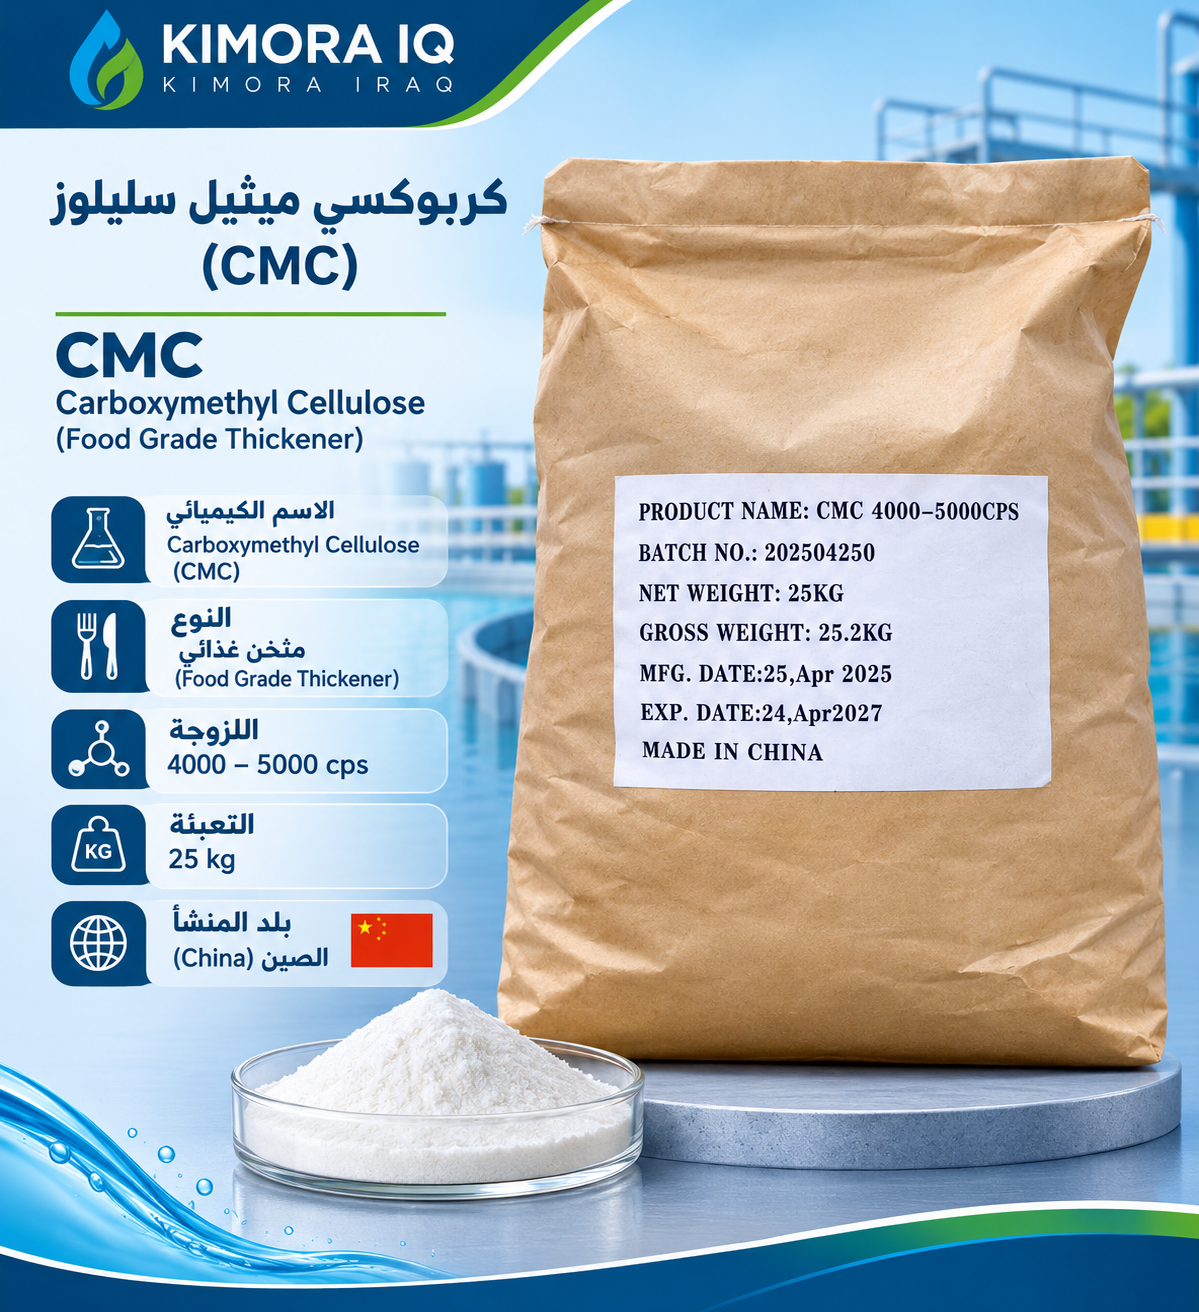 KIMORA IQ
KIMORA IRAQ
كربوكسي ميثيل سليلوز
(CMC)
CMC
Carboxymethyl Cellulose
(Food Grade Thickener)
الاسم الكيميائي
Carboxymethyl Cellulose
(CMC)
النوع
مثخن غذائي
(Food Grade Thickener)
اللزوجة
4000 – 5000 cps
KG
التعبئة
25 kg
بلد المنشأ
الصين (China)
PRODUCT NAME: CMC 4000–5000CPS
BATCH NO.: 202504250
NET WEIGHT: 25KG
GROSS WEIGHT: 25.2KG
MFG. DATE:25,Apr 2025
EXP. DATE:24,Apr2027
MADE IN CHINA